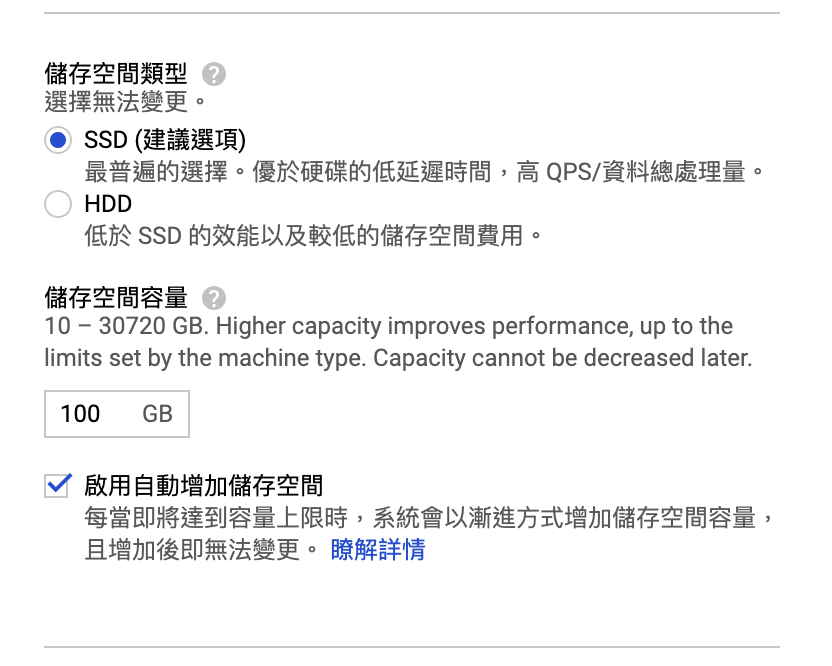 儲存空間類型 ?
選擇無法變更。
SSD (建議選項)
最普遍的選擇。優於硬碟的低延遲時間，高 QPS/資料總處理量。
HDD
低於 SSD 的效能以及較低的儲存空間費用。
儲存空間容量 ?
10 – 30720 GB. Higher capacity improves performance, up to the
limits set by the machine type. Capacity cannot be decreased later.
100 GB
啟用自動增加儲存空間
每當即將達到容量上限時，系統會以漸進方式增加儲存空間容量，
且增加後即無法變更。 瞭解詳情